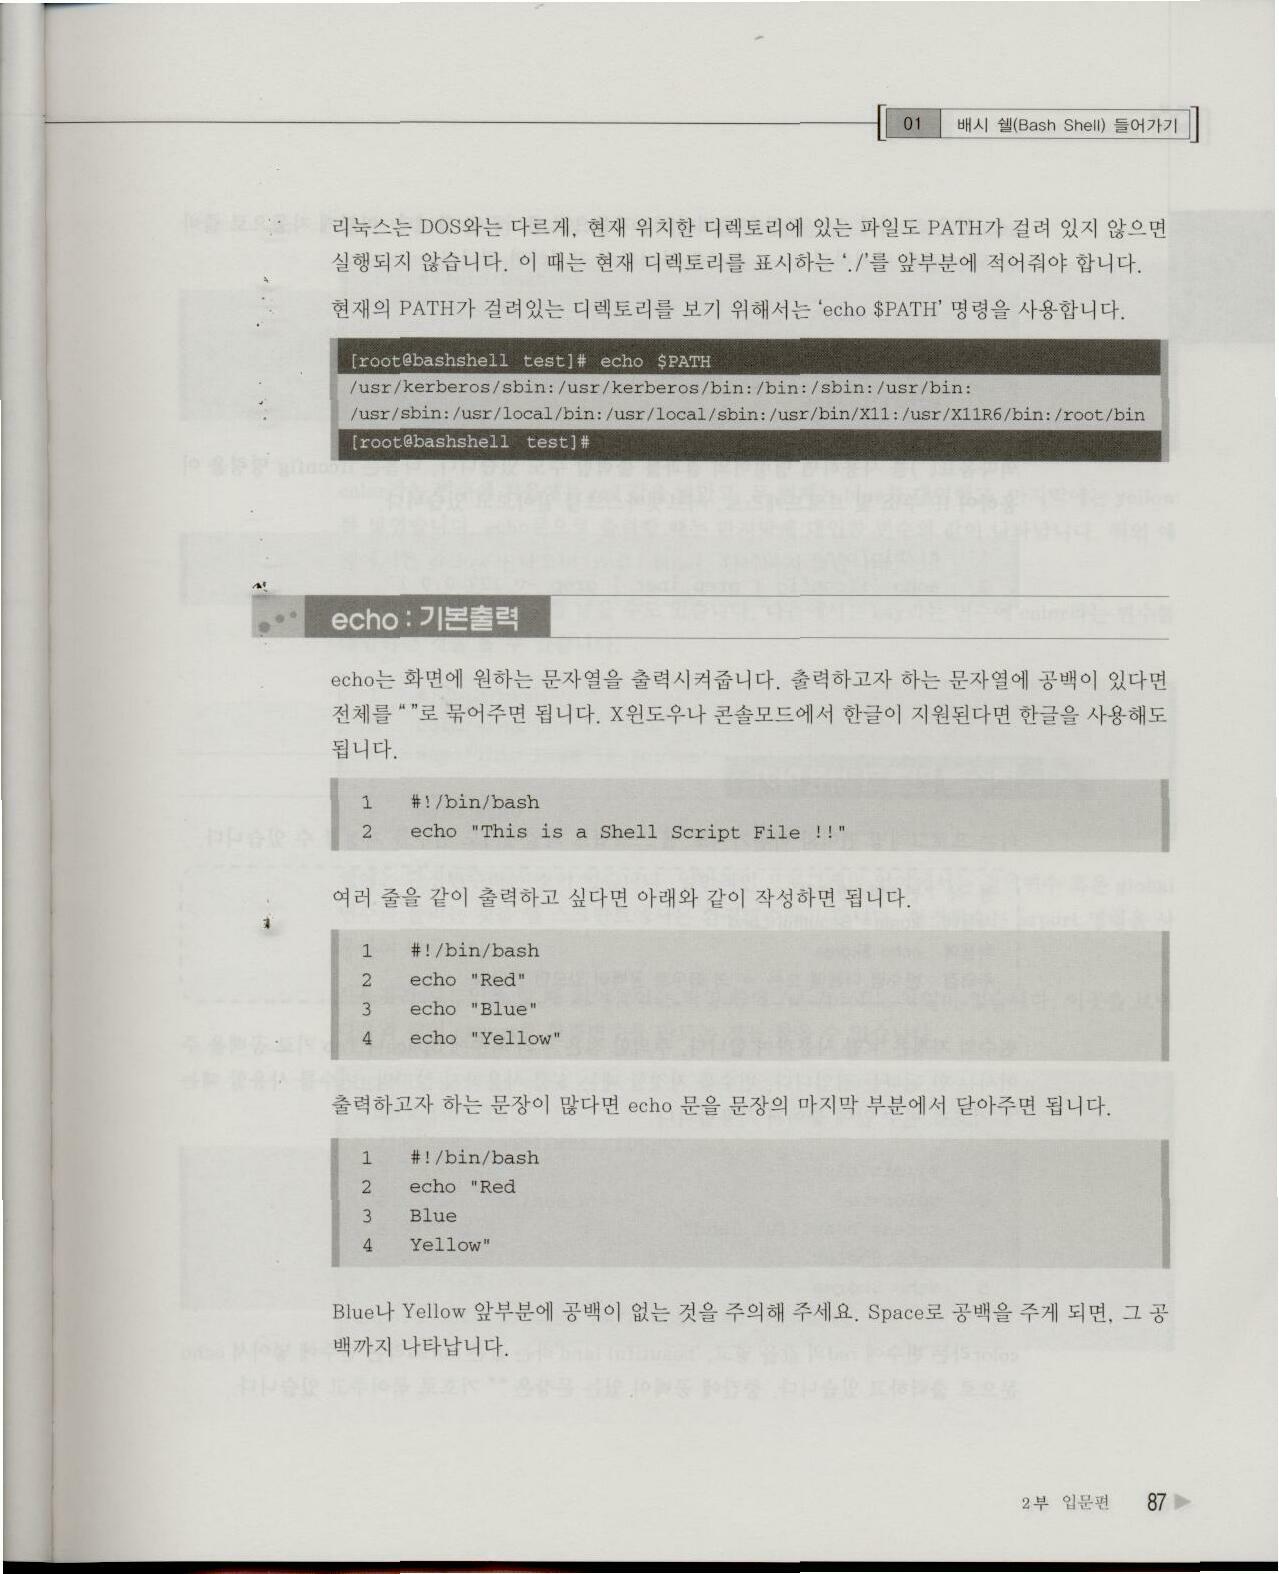 01 배시 쉘(Bash Shell) 들어가기
리눅스는 DOS와는 다르게, 현재 위치한 디렉토리에 있는 파일도 PATH가 걸려 있지 않으면
실행되지 않습니다. 이 때는 현재 디렉토리를 표시하는 ‘./’를 앞부분에 적어줘야 합니다.
현재의 PATH가 걸려있는 디렉토리를 보기 위해서는 ‘echo $PATH’ 명령을 사용합니다.
[root@bashshell test]# echo $PATH
/usr/kerberos/sbin:/usr/kerberos/bin:/bin:/sbin:/usr/bin:
/usr/sbin:/usr/local/bin:/usr/local/sbin:/usr/bin/X11:/usr/X11R6/bin:/root/bin
[root@bashshell test]#
echo : 기본출력
echo는 화면에 원하는 문자열을 출력시켜줍니다. 출력하고자 하는 문자열에 공백이 있다면
전체를 “ ”로 묶어주면 됩니다. X윈도우나 콘솔모드에서 한글이 지원된다면 한글을 사용해도
됩니다.
1 #!/bin/bash
2 echo "This is a Shell Script File !!"
여러 줄을 같이 출력하고 싶다면 아래와 같이 작성하면 됩니다.
1 #!/bin/bash
2 echo "Red"
3 echo "Blue"
4 echo "Yellow"
출력하고자 하는 문장이 많다면 echo 문을 문장의 마지막 부분에서 닫아주면 됩니다.
1 #!/bin/bash
2 echo "Red
3 Blue
4 Yellow"
Blue나 Yellow 앞부분에 공백이 없는 것을 주의해 주세요. Space로 공백을 주게 되면, 그 공
백까지 나타납니다.
2부 입문편 87